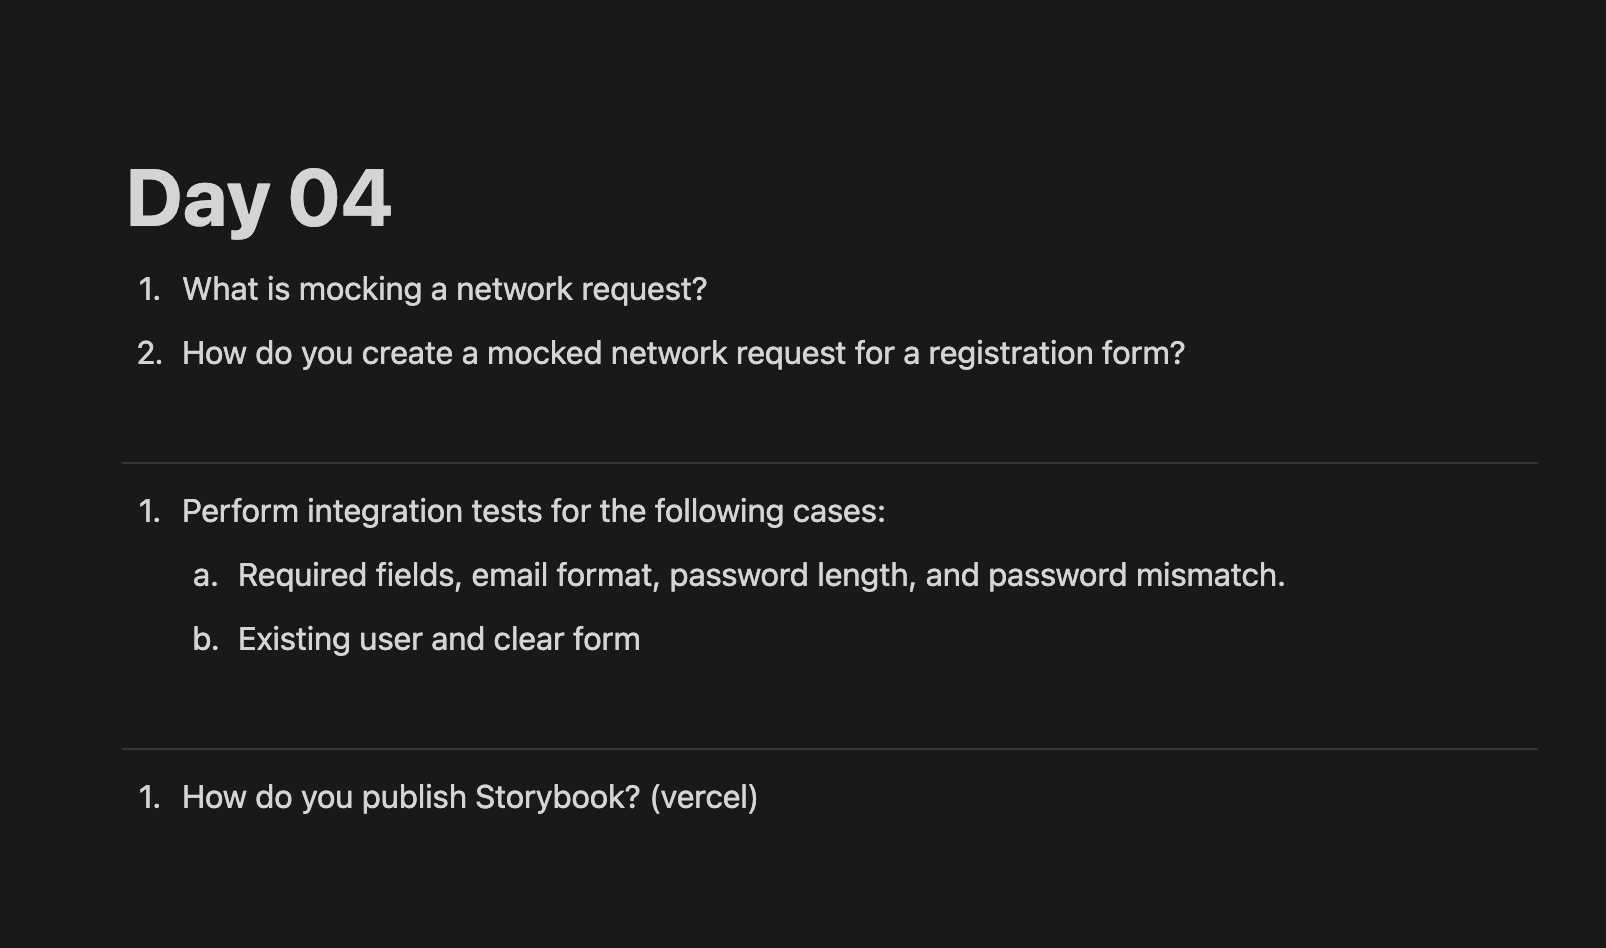 Day 04
1. What is mocking a network request?
2. How do you create a mocked network request for a registration form?
1. Perform integration tests for the following cases:
a. Required fields, email format, password length, and password mismatch.
b. Existing user and clear form
1. How do you publish Storybook? (vercel)